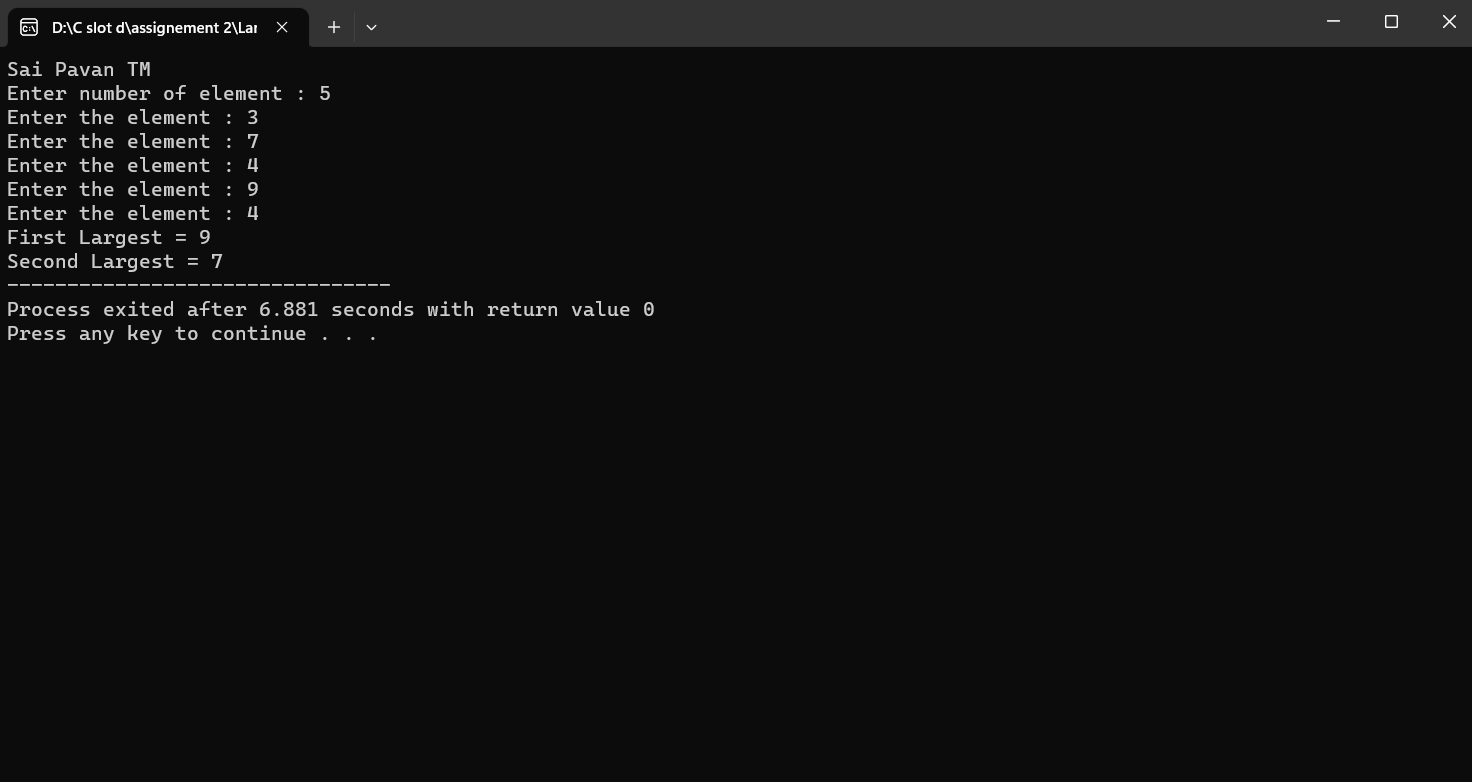 D:\C slot d\assignement 2\Lar
Sai Pavan TM
Enter number of element : 5
Enter the element : 3
Enter the element : 7
Enter the element : 4
Enter the element : 9
Enter the element : 4
First Largest = 9
Second Largest = 7
--------------------------------
Process exited after 6.881 seconds with return value 0
Press any key to continue . . .